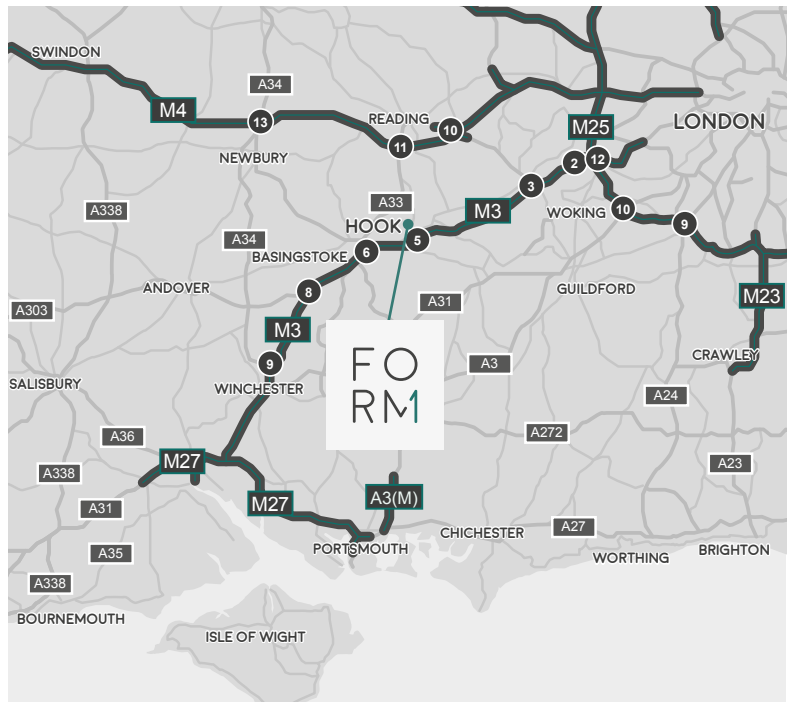 SWINDON
A34
M4
13
READING
10
11
M25
LONDON
NEWBURY
2
12
3
A338
A33
HOOK
M3
WOKING
10
9
A34
5
6
BASINGSTOKE
ANDOVER
8
A31
GUILDFORD
M23
A303
M3
9
FO
RM1
A3
CRAWLEY
SALISBURY
WINCHESTER
A24
A36
A272
M27
A23
A338
A31
M27
A3(M)
A27
CHICHESTER
A35
PORTSMOUTH
WORTHING
BRIGHTON
A338
BOURNEMOUTH
ISLE OF WIGHT